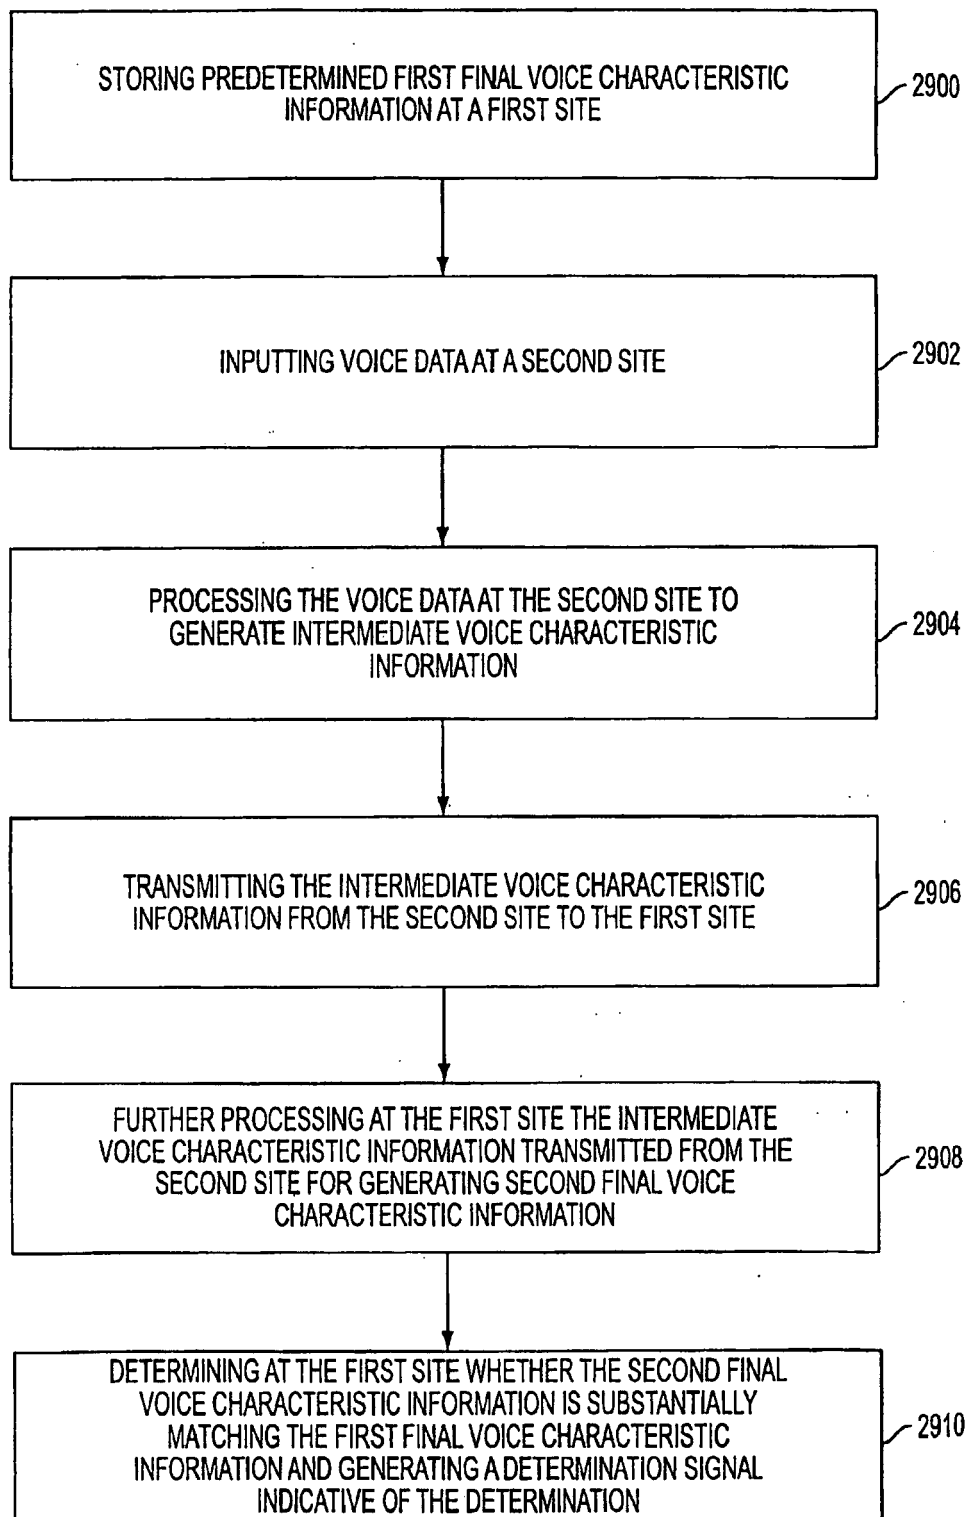 STORING PREDETERMINED FIRST FINAL VOICE CHARACTERISTIC
INFORMATION AT A FIRST SITE
2900
INPUTTING VOICE DATA AT A SECOND SITE
2902
PROCESSING THE VOICE DATA AT THE SECOND SITE TO
GENERATE INTERMEDIATE VOICE CHARACTERISTIC
INFORMATION
2904
TRANSMITTING THE INTERMEDIATE VOICE CHARACTERISTIC
INFORMATION FROM THE SECOND SITE TO THE FIRST SITE
2906
FURTHER PROCESSING AT THE FIRST SITE THE INTERMEDIATE
VOICE CHARACTERISTIC INFORMATION TRANSMITTED FROM THE
SECOND SITE FOR GENERATING SECOND FINAL VOICE
CHARACTERISTIC INFORMATION
2908
DETERMINING AT THE FIRST SITE WHETHER THE SECOND FINAL
VOICE CHARACTERISTIC INFORMATION IS SUBSTANTIALLY
MATCHING THE FIRST FINAL VOICE CHARACTERISTIC
INFORMATION AND GENERATING A DETERMINATION SIGNAL
INDICATIVE OF THE DETERMINATION
2910